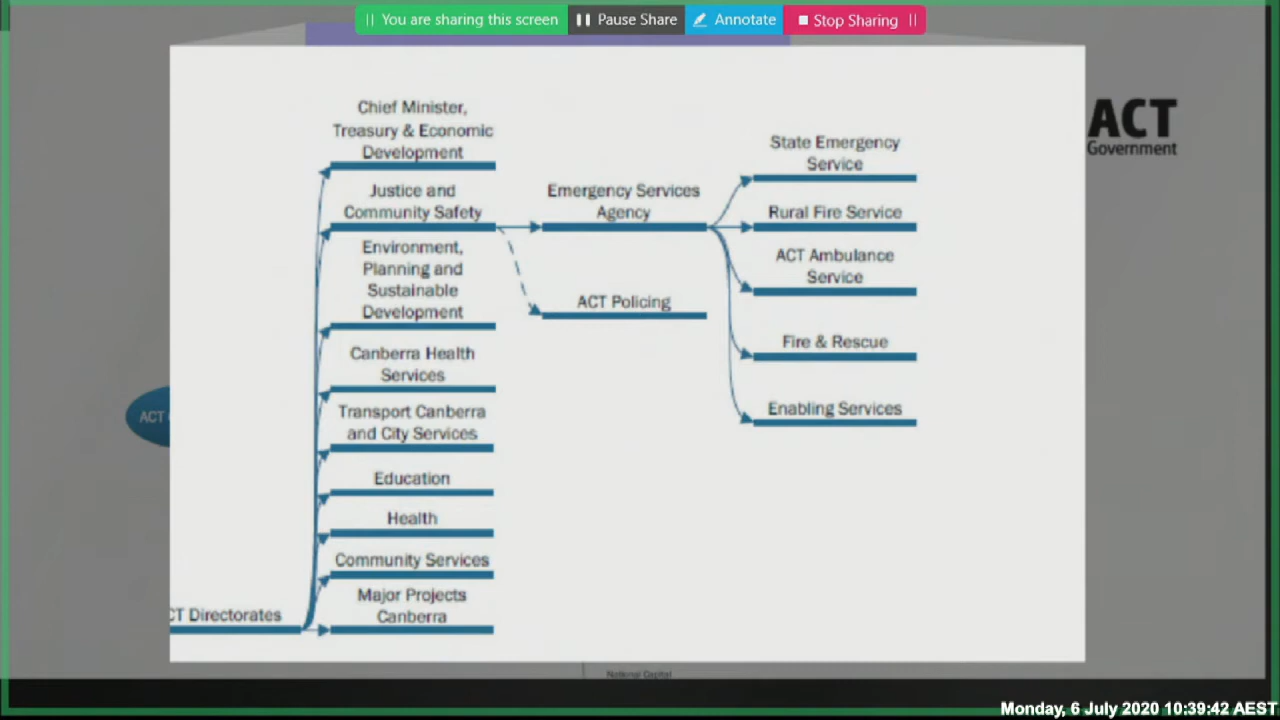 You are sharing this screen
Pause Share
Annotate
Stop Sharing
ACT
Government
Chief Minister,
Treasury & Economic
Development
Justice and
Community Safety
Environment,
Planning and
Sustainable
Development
Canberra Health
Services
Transport Canberra
and City Services
Education
Health
Community Services
Major Projects
Canberra
CT Directorates
ACT
Emergency Services
Agency
ACT Policing
State Emergency
Service
Rural Fire Service
ACT Ambulance
Service
Fire & Rescue
Enabling Services
National Capital
Monday, 6 July 2020 10:39:42 AEST